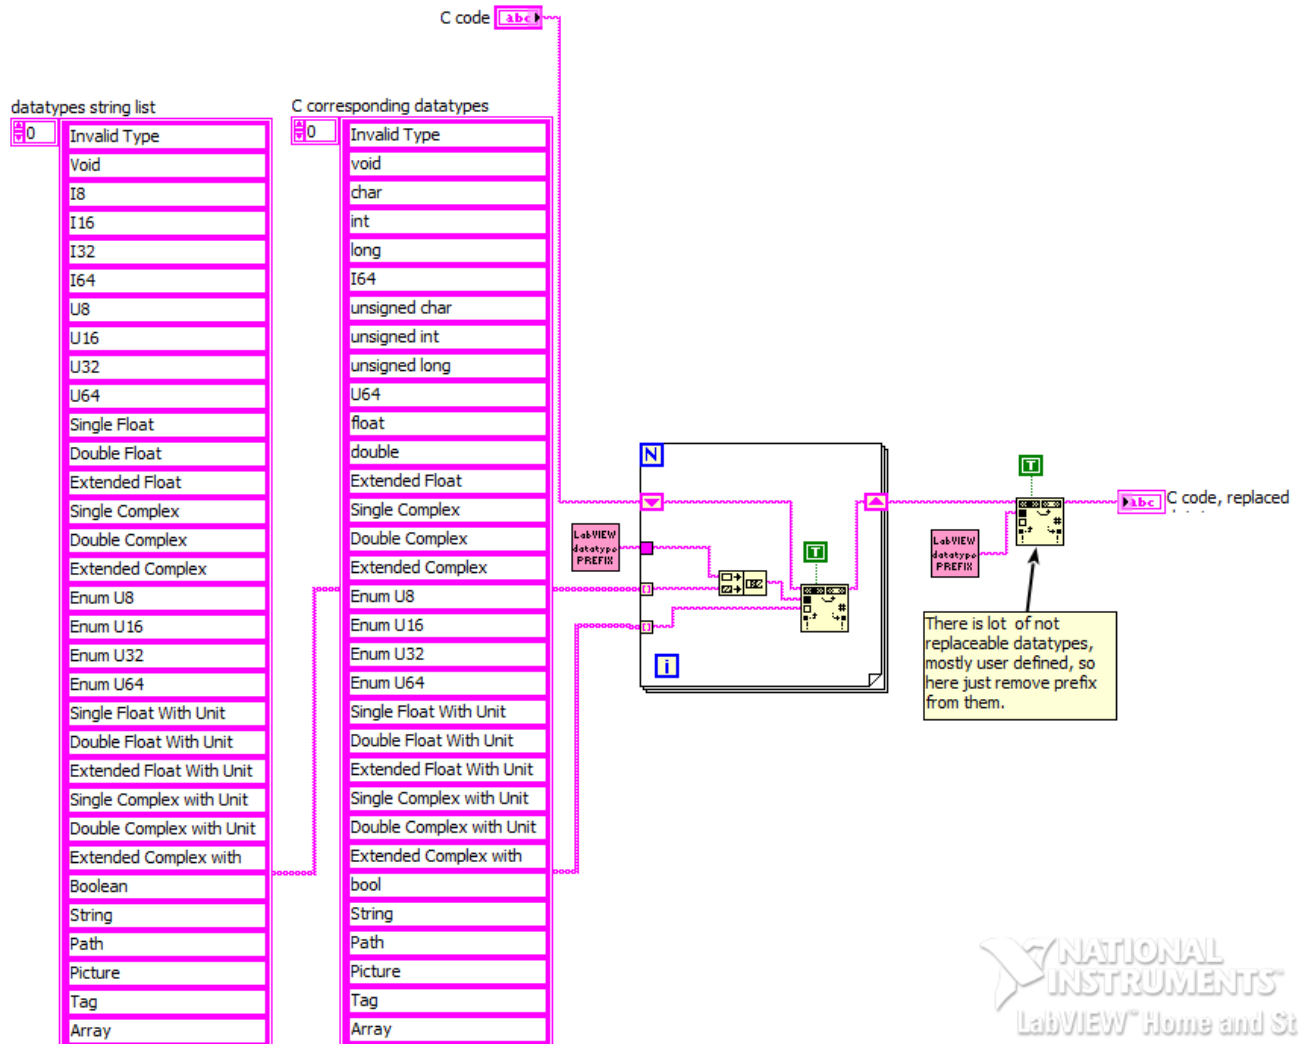 C code
abc
datatypes string list
0
Invalid Type
Void
I8
I16
I32
I64
U8
U16
U32
U64
Single Float
Double Float
Extended Float
Single Complex
Double Complex
Extended Complex
Enum U8
Enum U16
Enum U32
Enum U64
Single Float With Unit
Double Float With Unit
Extended Float With Unit
Single Complex with Unit
Double Complex with Unit
Extended Complex with
Boolean
String
Path
Picture
Tag
Array
C corresponding datatypes
0
Invalid Type
void
char
int
long
I64
unsigned char
unsigned int
unsigned long
U64
float
double
Extended Float
Single Complex
Double Complex
Extended Complex
Enum U8
Enum U16
Enum U32
Enum U64
Single Float With Unit
Double Float With Unit
Extended Float With Unit
Single Complex with Unit
Double Complex with Unit
Extended Complex with
bool
String
Path
Picture
Tag
Array
N
LabVIEW
datatype
PREFIX
T
i
T
LabVIEW
datatype
PREFIX
abc
C code, replaced
There is lot of not
replaceable datatypes,
mostly user defined, so
here just remove prefix
from them.
NATIONAL
INSTRUMENTS
LabVIEW™ Home and St